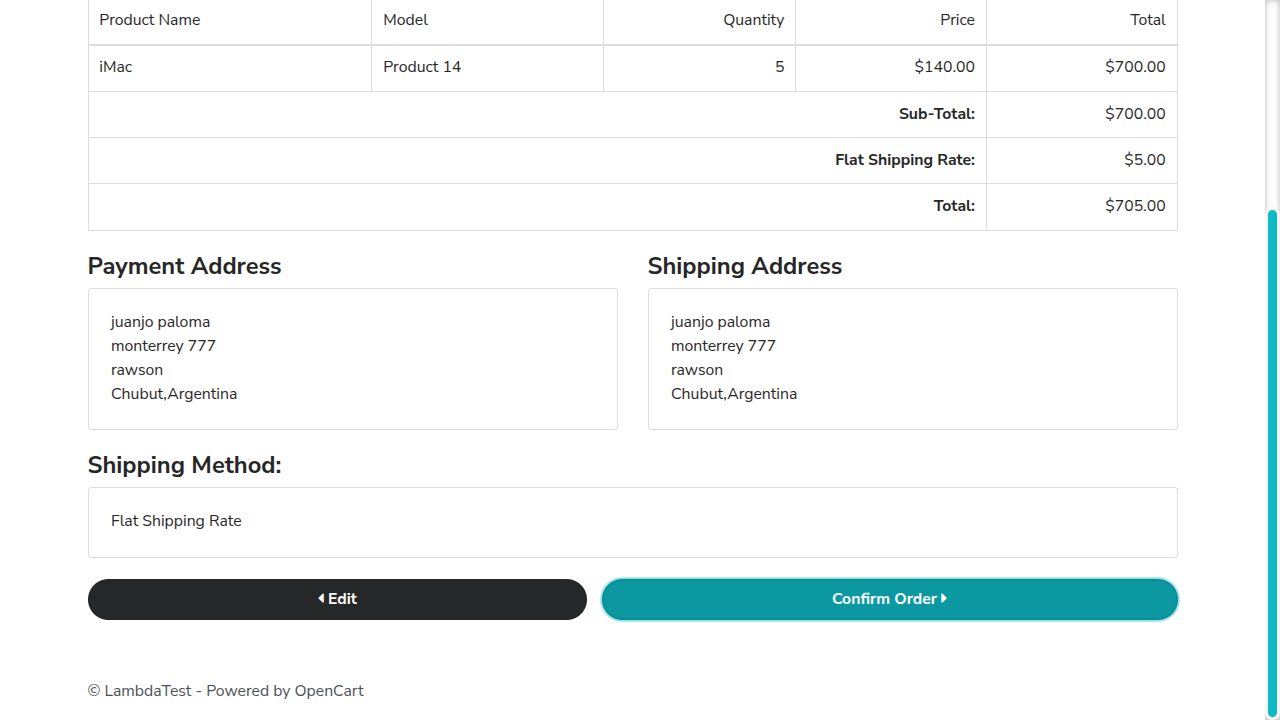 Product Name Model Quantity Price Total
iMac Product 14 5 $140.00 $700.00
Sub-Total: $700.00
Flat Shipping Rate: $5.00
Total: $705.00
Payment Address
juanjo paloma
monterrey 777
rawson
Chubut,Argentina
Shipping Address
juanjo paloma
monterrey 777
rawson
Chubut,Argentina
Shipping Method:
Flat Shipping Rate
Edit
Confirm Order
© LambdaTest - Powered by OpenCart